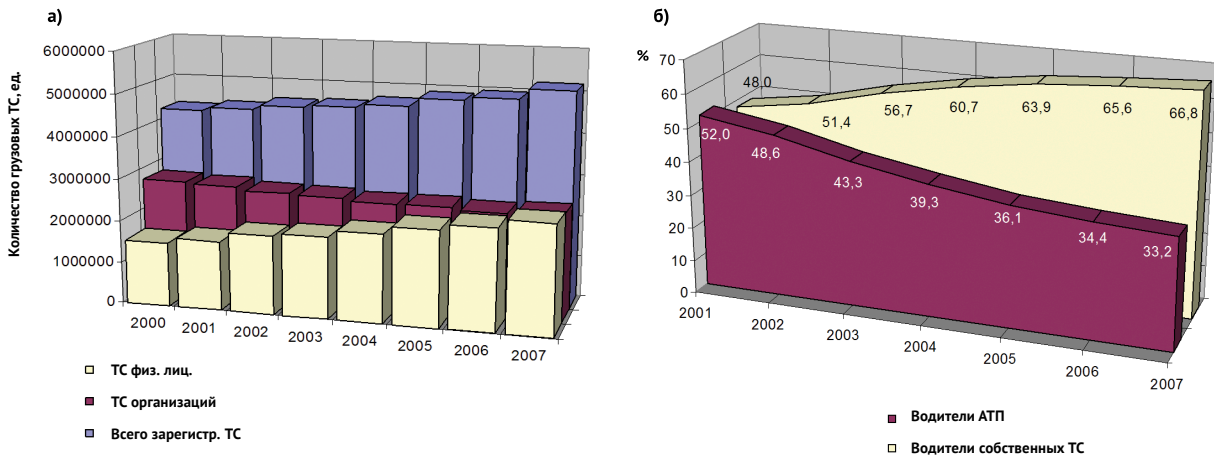 а)
Количество грузовых ТС, ед.
6000000
5000000
4000000
3000000
2000000
1000000
0
2000 2001 2002 2003 2004 2005 2006 2007
ТС физ. лиц.
ТС организаций
Всего зарегистр. ТС
б)
%
70
60
50
40
30
20
10
0
48,0 51,4 56,7 60,7 63,9 65,6 66,8
52,0 48,6 43,3 39,3 36,1 34,4 33,2
2001 2002 2003 2004 2005 2006 2007
Водители АТП
Водители собственных ТС